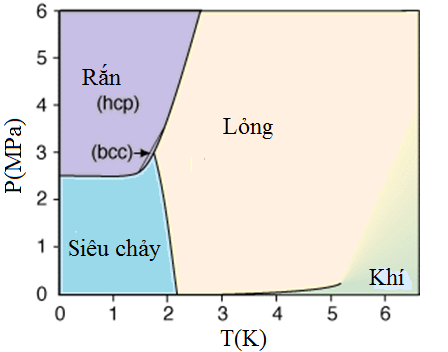 6
5
4
3
2
1
0
P(MPa)
Rắn
(hcp)
(bcc)
Lỏng
Siêu chảy
Khí
0 1 2 3 4 5 6
T(K)